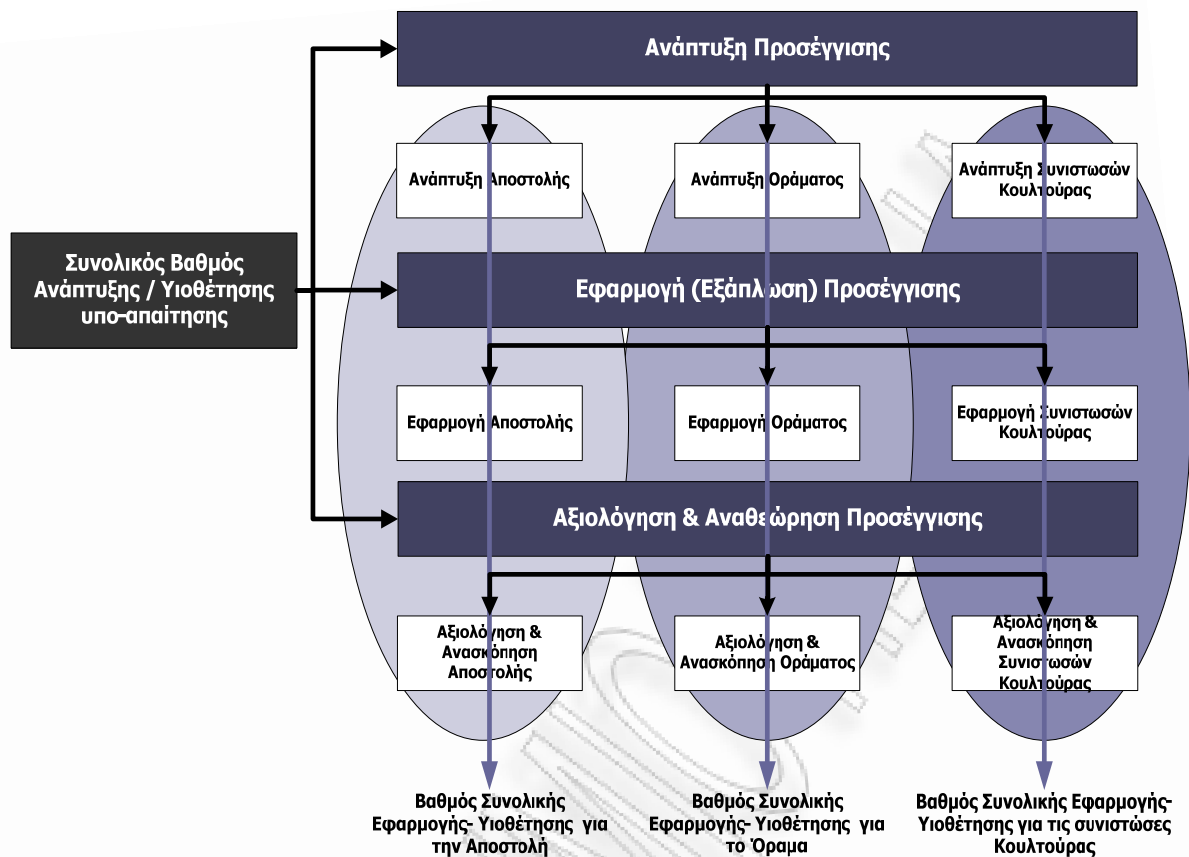 Ανάπτυξη Προσέγγισης
Ανάπτυξη Αποστολής
Ανάπτυξη Οράματος
Ανάπτυξη Συνιστωσών
Κουλτούρας
Συνολικός Βαθμός
Ανάπτυξης / Υιοθέτησης
υπο-απαίτησης
Εφαρμογή (Εξάπλωση) Προσέγγισης
Εφαρμογή Αποστολής
Εφαρμογή Οράματος
Εφαρμογή Συνιστωσών
Κουλτούρας
Αξιολόγηση & Αναθεώρηση Προσέγγισης
Αξιολόγηση &
Ανασκόπηση
Αποστολής
Αξιολόγηση &
Ανασκόπηση Οράματος
Αξιολόγηση &
Ανασκόπηση
Συνιστωσών
Κουλτούρας
Βαθμός Συνολικής
Εφαρμογής- Υιοθέτησης για
την Αποστολή
Βαθμός Συνολικής
Εφαρμογής- Υιοθέτησης για
το Όραμα
Βαθμός Συνολικής Εφαρμογής-
Υιοθέτησης για τις συνιστώσες
Κουλτούρας